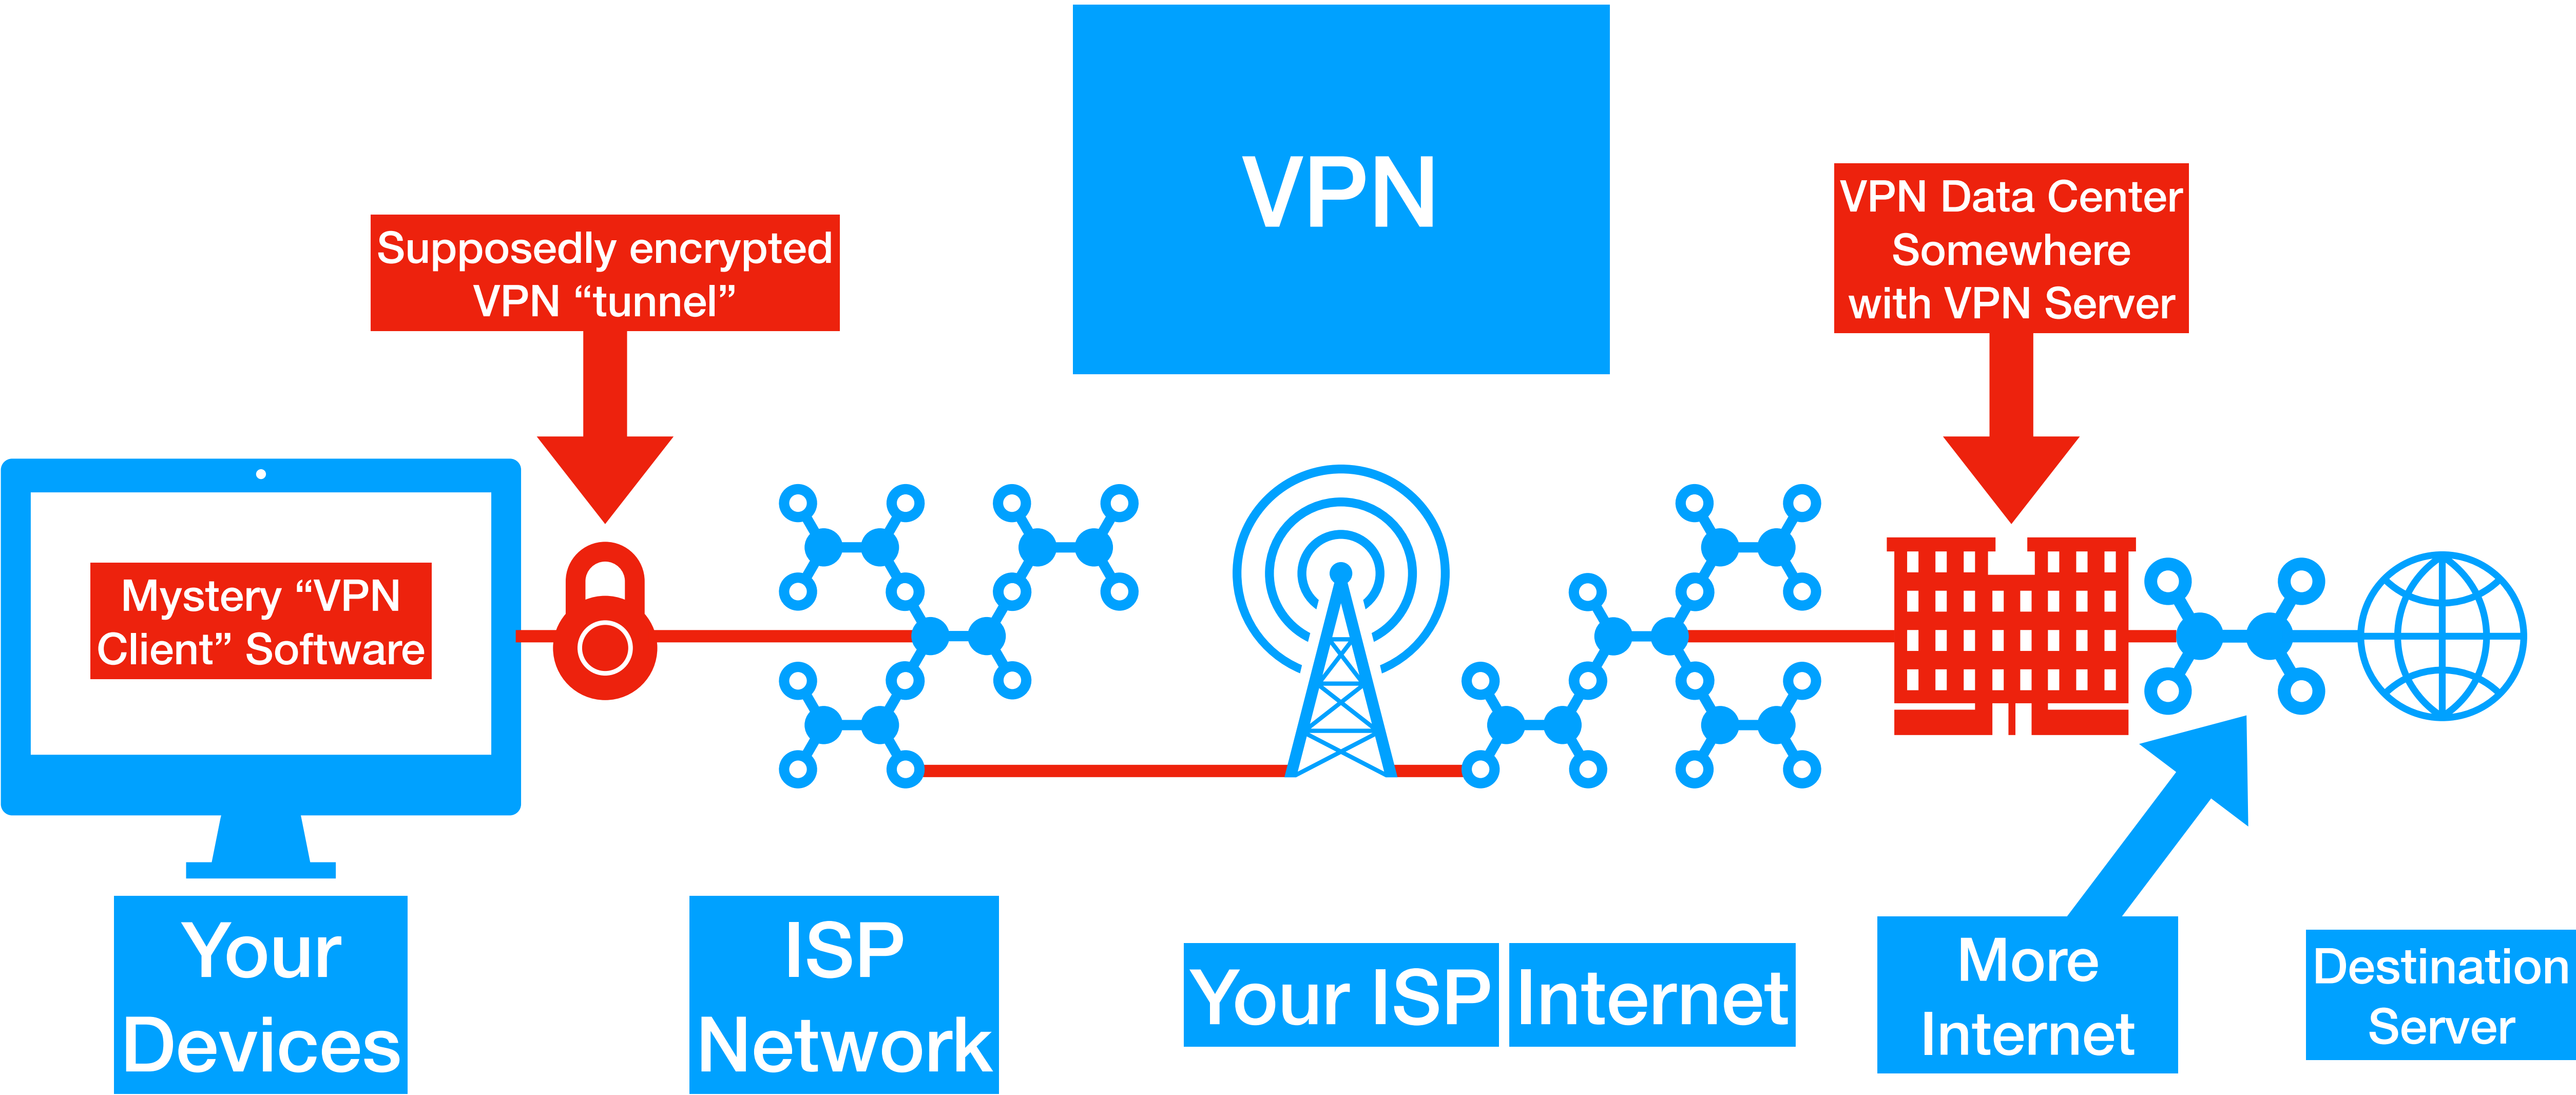 VPN
Supposedly encrypted
VPN “tunnel”
VPN Data Center
Somewhere
with VPN Server
Mystery “VPN
Client” Software
Your
Devices
ISP
Network
Your ISP
Internet
More
Internet
Destination
Server